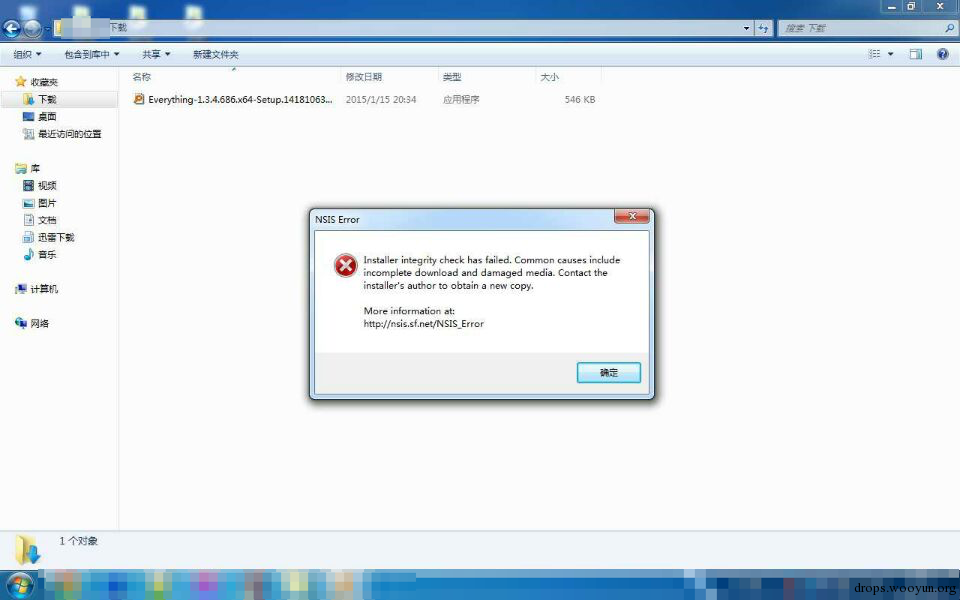 下载
搜索 下载
组织 包含到库中 共享 新建文件夹
名称 修改日期 类型 大小
收藏夹
下载
Everything-1.3.4.686.x64-Setup.14181063... 2015/1/15 20:34 应用程序 546 KB
桌面
最近访问的位置
库
视频
图片
文档
迅雷下载
音乐
计算机
网络
NSIS Error
Installer integrity check has failed. Common causes include
incomplete download and damaged media. Contact the
installer's author to obtain a new copy.
More information at:
http://nsis.sf.net/NSIS_Error
确定
1 个对象
drops.wooyun.org